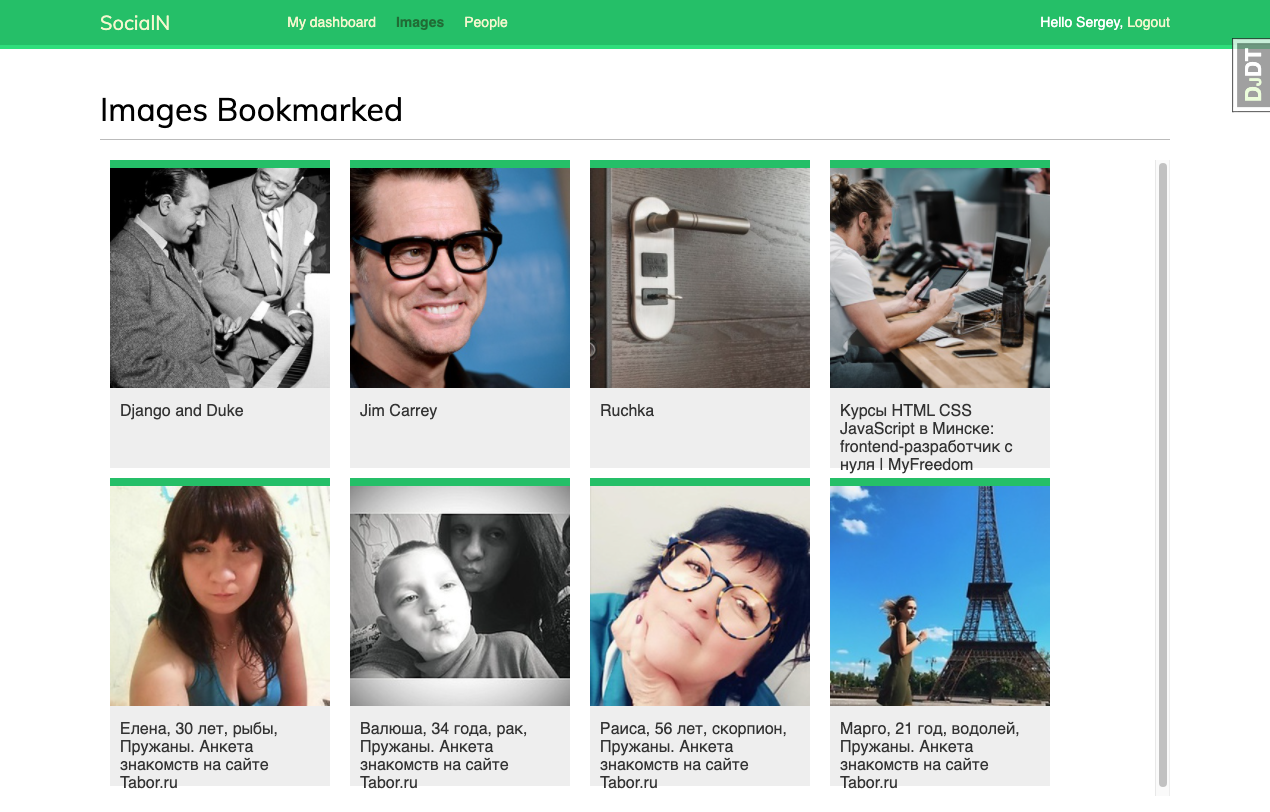 SocialN
My dashboard
Images
People
Hello Sergey, Logout
DjDT
Images Bookmarked
Django and Duke
Jim Carrey
Ruchka
Курсы HTML CSS
JavaScript в Минске:
frontend-разработчик с
нуля | MyFreedom
Елена, 30 лет, рыбы,
Пружаны. Анкета
знакомств на сайте
Tabor.ru
Валюша, 34 года, рак,
Пружаны. Анкета
знакомств на сайте
Tabor.ru
Раиса, 56 лет, скорпион,
Пружаны. Анкета
знакомств на сайте
Tabor.ru
Марго, 21 год, водолей,
Пружаны. Анкета
знакомств на сайте
Tabor.ru